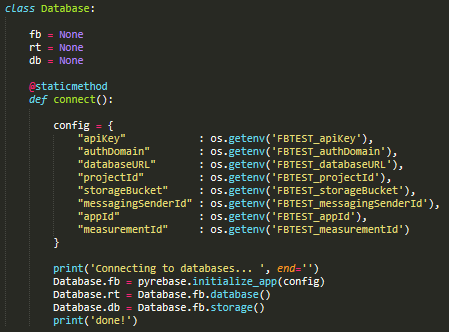 class Database:
    fb = None
    rt = None
    db = None
    @staticmethod
    def connect():
        config = {
            "apiKey"            : os.getenv('FBTEST_apiKey'),
            "authDomain"        : os.getenv('FBTEST_authDomain'),
            "databaseURL"       : os.getenv('FBTEST_databaseURL'),
            "projectId"         : os.getenv('FBTEST_projectId'),
            "storageBucket"     : os.getenv('FBTEST_storageBucket'),
            "messagingSenderId" : os.getenv('FBTEST_messagingSenderId'),
            "appId"             : os.getenv('FBTEST_appId'),
            "measurementId"     : os.getenv('FBTEST_measurementId')
        }
        print('Connecting to databases... ', end='')
        Database.fb = pyrebase.initialize_app(config)
        Database.rt = Database.fb.database()
        Database.db = Database.fb.storage()
        print('done!')